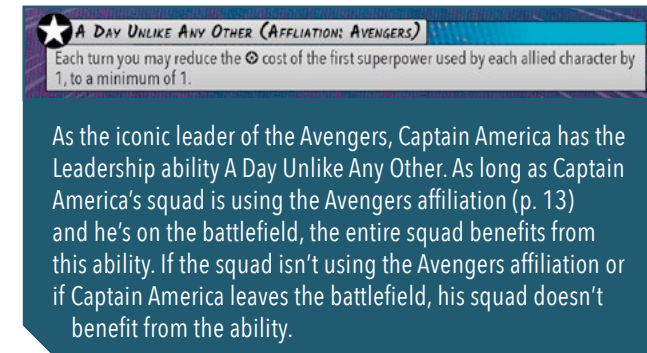 A Day Unlike Any Other (Affliation: Avengers)
Each turn you may reduce the cost of the first superpower used by each allied character by
1, to a minimum of 1.
As the iconic leader of the Avengers, Captain America has the
Leadership ability A Day Unlike Any Other. As long as Captain
America’s squad is using the Avengers affiliation (p. 13)
and he’s on the battlefield, the entire squad benefits from
this ability. If the squad isn’t using the Avengers affiliation or
if Captain America leaves the battlefield, his squad doesn’t
benefit from the ability.